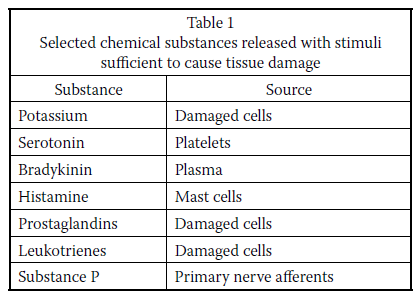 Table 1
Selected chemical substances released with stimuli
sufficient to cause tissue damage
Substance Source
Potassium Damaged cells
Serotonin Platelets
Bradykinin Plasma
Histamine Mast cells
Prostaglandins Damaged cells
Leukotrienes Damaged cells
Substance P Primary nerve afferents